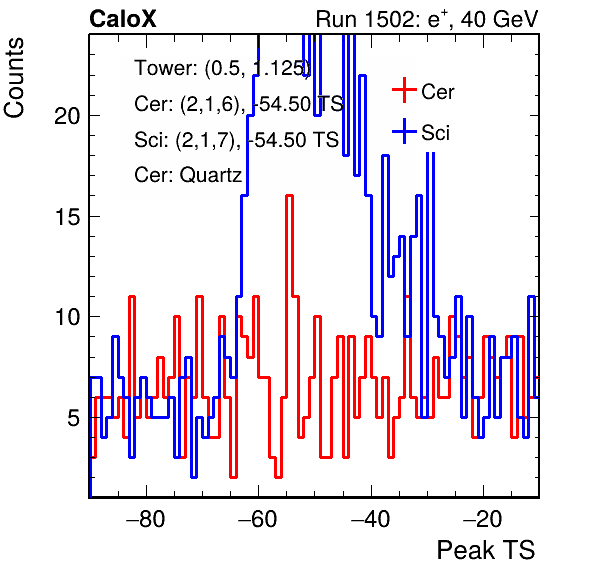 CaloX
Run 1502: e+, 40 GeV
Counts
Tower: (0.5, 1.125)
Cer: (2,1,6), -54.50 TS
Sci: (2,1,7), -54.50 TS
Cer: Quartz
Cer
Sci
20
15
10
5
−80
−60
−40
−20
Peak TS